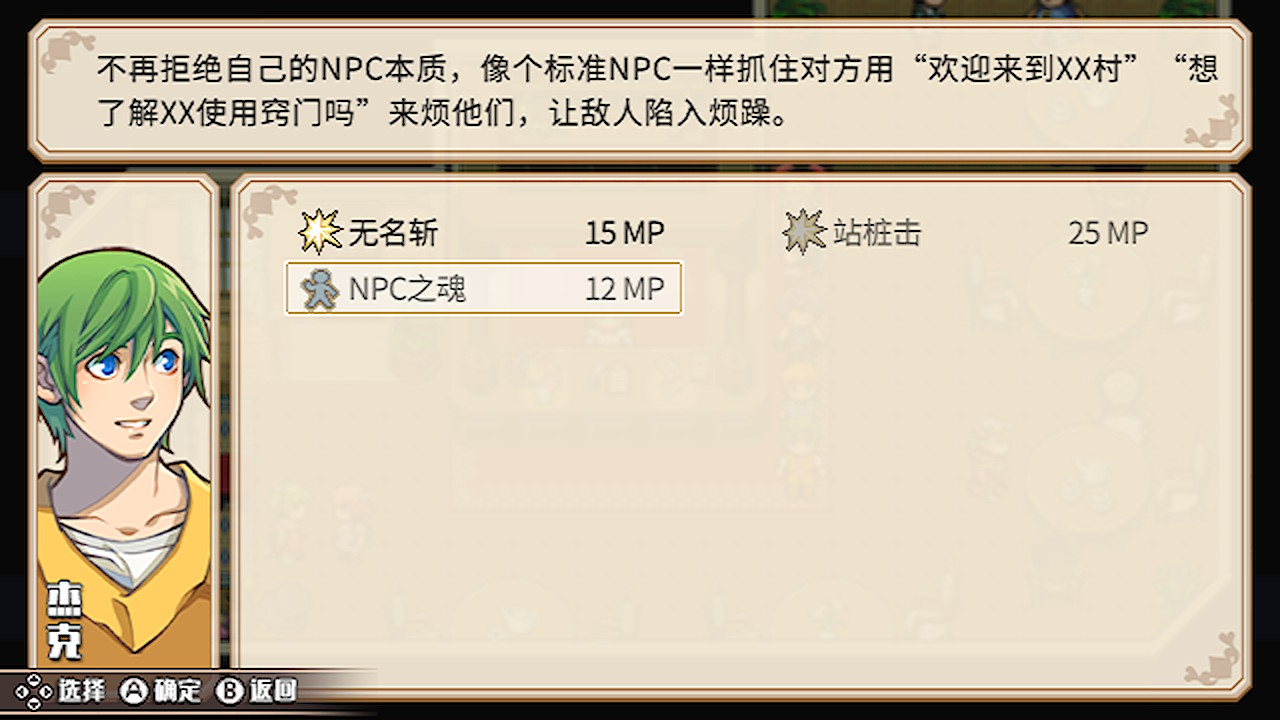 不再拒绝自己的NPC本质，像个标准NPC一样抓住对方用“欢迎来到XX村”“想
了解XX使用窍门吗”来烦他们，让敌人陷入烦躁。
无名斩 15 MP 站桩击 25 MP
NPC之魂 12 MP
杰克
选择 A 确定 B 返回